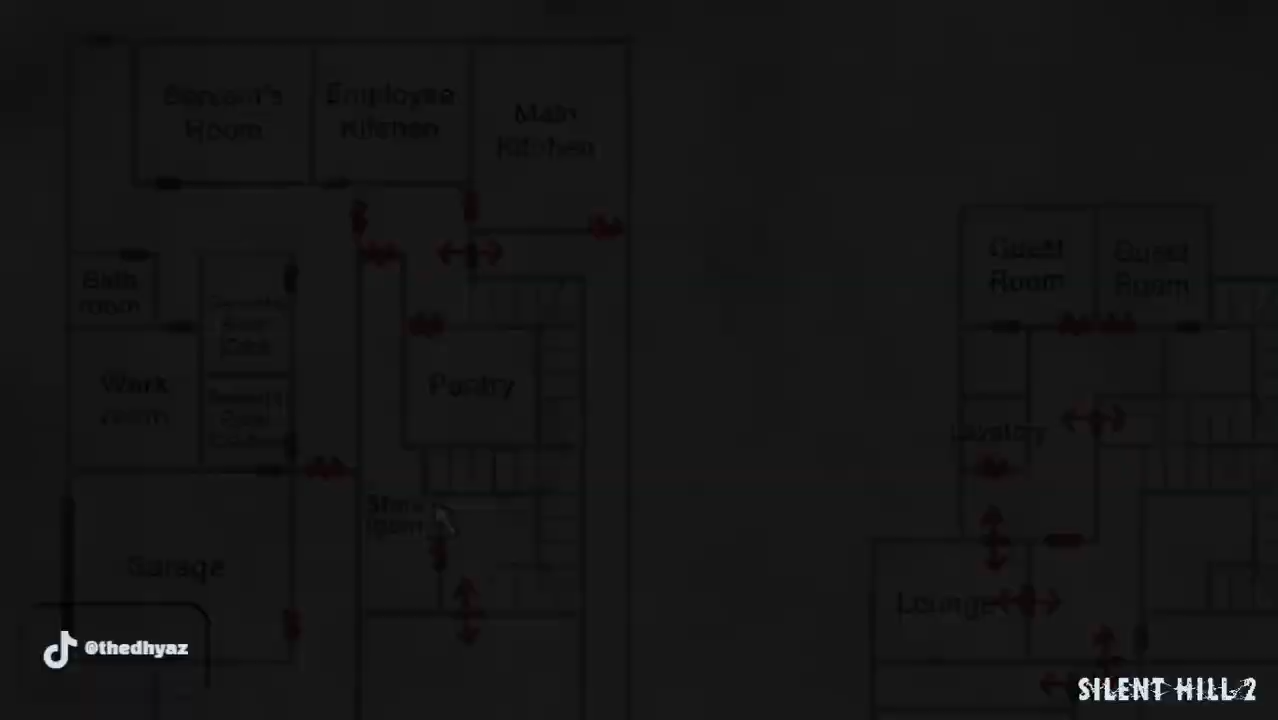 Servant's
Room
Employee
Kitchen
Main
Kitchen
Guest
Room
Guest
Room
Bath
room
Work
room
Pantry
Lavatory
Garage
Lounge
@thedhyaz
SILENT HILL 2